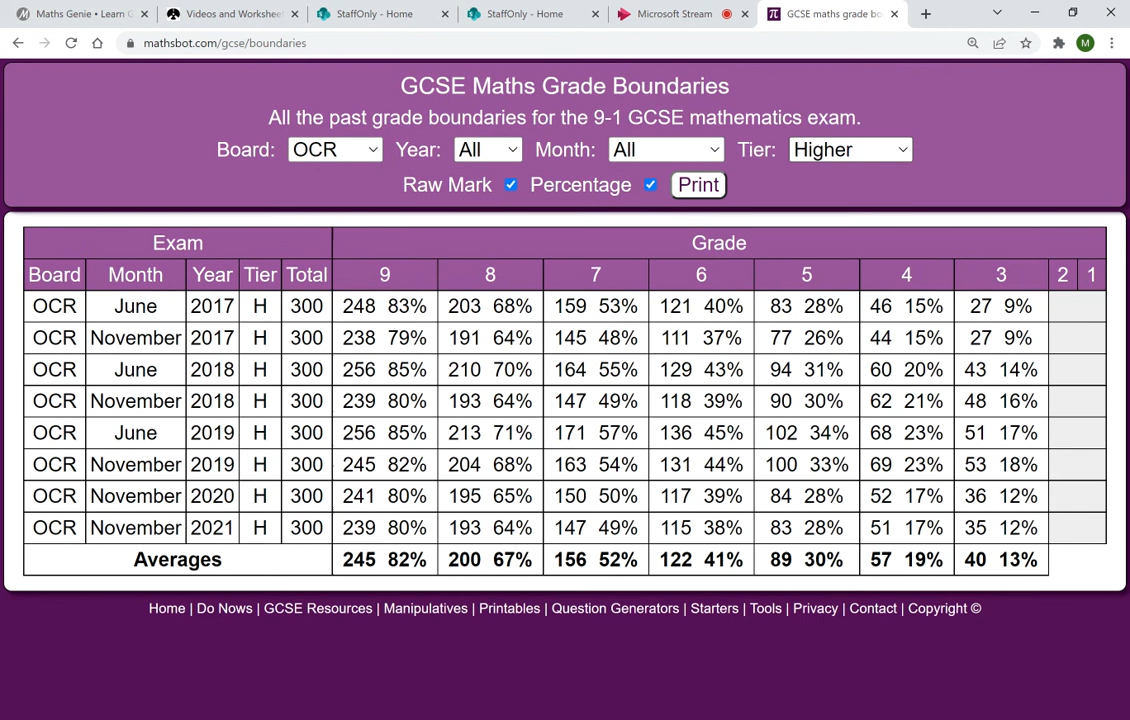 Maths Genie • Learn G
Videos and Workshee
StaffOnly - Home
StaffOnly - Home
Microsoft Stream
GCSE maths grade bo
mathsbot.com/gcse/boundaries
M
GCSE Maths Grade Boundaries
All the past grade boundaries for the 9-1 GCSE mathematics exam.
Board: OCR Year: All Month: All Tier: Higher
Raw Mark Percentage Print
Exam Grade
Board Month Year Tier Total 9 8 7 6 5 4 3 2 1
OCR June 2017 H 300 248 83% 203 68% 159 53% 121 40% 83 28% 46 15% 27 9%
OCR November 2017 H 300 238 79% 191 64% 145 48% 111 37% 77 26% 44 15% 27 9%
OCR June 2018 H 300 256 85% 210 70% 164 55% 129 43% 94 31% 60 20% 43 14%
OCR November 2018 H 300 239 80% 193 64% 147 49% 118 39% 90 30% 62 21% 48 16%
OCR June 2019 H 300 256 85% 213 71% 171 57% 136 45% 102 34% 68 23% 51 17%
OCR November 2019 H 300 245 82% 204 68% 163 54% 131 44% 100 33% 69 23% 53 18%
OCR November 2020 H 300 241 80% 195 65% 150 50% 117 39% 84 28% 52 17% 36 12%
OCR November 2021 H 300 239 80% 193 64% 147 49% 115 38% 83 28% 51 17% 35 12%
Averages 245 82% 200 67% 156 52% 122 41% 89 30% 57 19% 40 13%
Home | Do Nows | GCSE Resources | Manipulatives | Printables | Question Generators | Starters | Tools | Privacy | Contact | Copyright ©